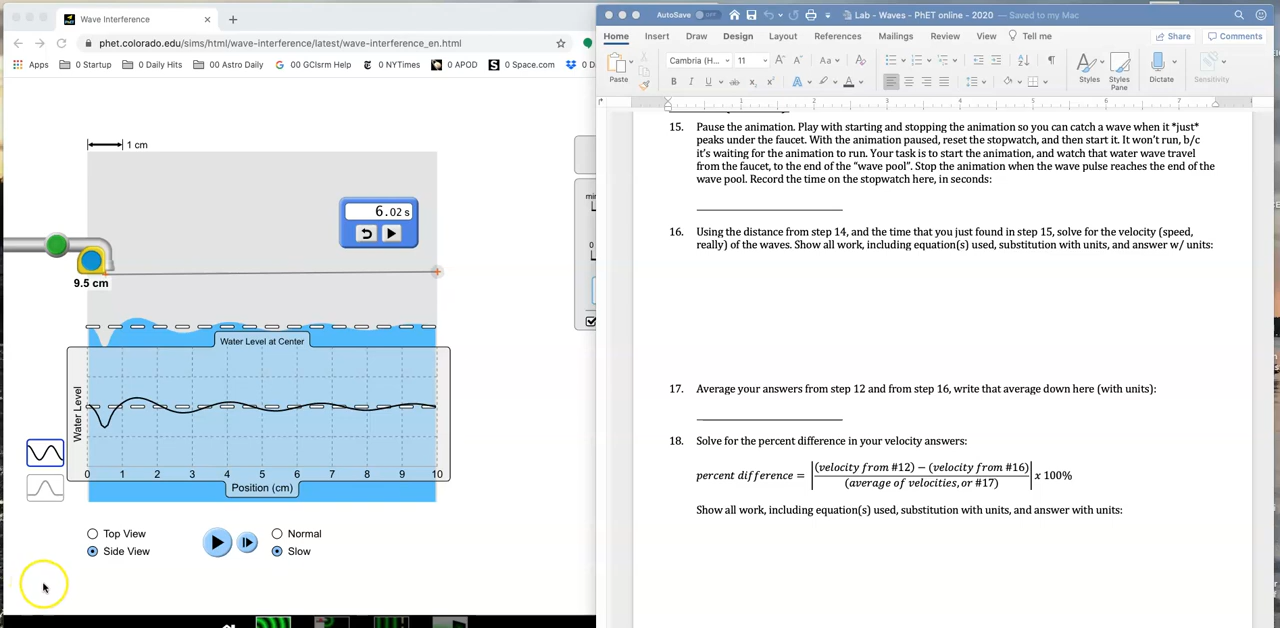 Wave Interference
phet.colorado.edu/sims/html/wave-interference/latest/wave-interference_en.html
Apps
0 Startup
0 Daily Hits
0 Astro Daily
00 GClsrm Help
0 NYTimes
0 APOD
0 Space.com
1 cm
6.02 s
9.5 cm
Water Level at Center
Water Level
0 1 2 3 4 5 6 7 8 9 10
Position (cm)
Top View
Side View
Normal
Slow
AutoSave OFF
Lab - Waves - PhET online - 2020 — Saved to my Mac
Home Insert Draw Design Layout References Mailings Review View Tell me
Share
Comments
Paste
Cambria (H... 11
Styles
Styles Pane
Dictate
Sensitivity
15. Pause the animation. Play with starting and stopping the animation so you can catch a wave when it *just*
peaks under the faucet. With the animation paused, reset the stopwatch, and then start it. It won't run, b/c
it's waiting for the animation to run. Your task is to start the animation, and watch that water wave travel
from the faucet, to the end of the "wave pool". Stop the animation when the wave pulse reaches the end of the
wave pool. Record the time on the stopwatch here, in seconds:
16. Using the distance from step 14, and the time that you just found in step 15, solve for the velocity (speed,
really) of the waves. Show all work, including equation(s) used, substitution with units, and answer w/ units:
17. Average your answers from step 12 and from step 16, write that average down here (with units):
18. Solve for the percent difference in your velocity answers:
percent difference = |(velocity from #12) − (velocity from #16) / (average of velocities, or #17)| x 100%
Show all work, including equation(s) used, substitution with units, and answer with units: